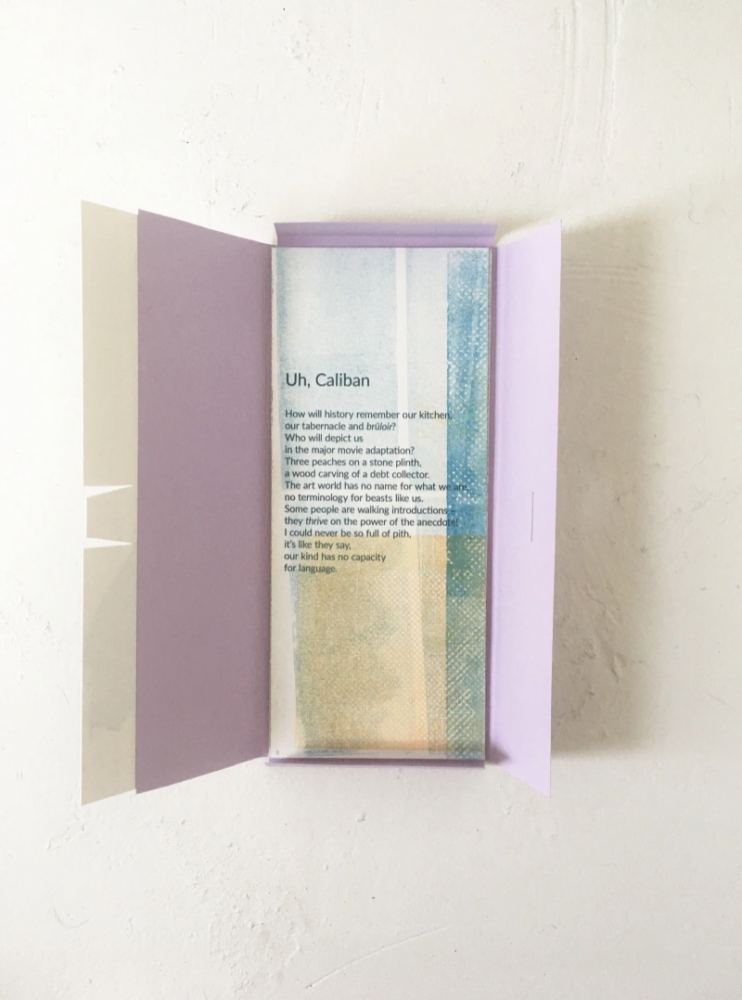 Uh, Caliban
How will history remember our kitchen,
our tabernacle and brûloir?
Who will depict us
in the major movie adaptation?
Three peaches on a stone plinth,
a wood carving of a debt collector.
The art world has no name for what we are,
no terminology for beasts like us.
Some people are walking introductions –
they thrive on the power of the anecdote!
I could never be so full of pith,
it's like they say,
our kind has no capacity
for language.